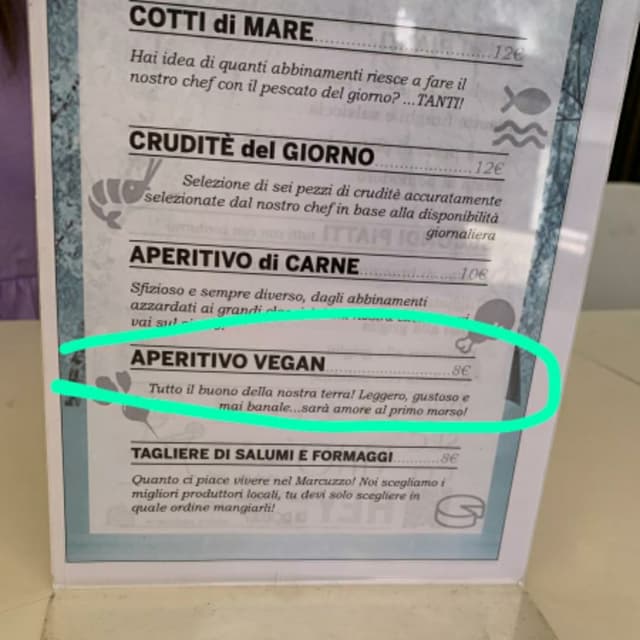 COTTI di MARE 12€
Hai idea di quanti abbinamenti riesce a fare il
nostro chef con il pescato del giorno? ...TANTI!
CRUDITÈ del GIORNO 12€
Selezione di sei pezzi di crudité accuratamente
selezionate dal nostro chef in base alla disponibilità
giornaliera
APERITIVO di CARNE 10€
Sfizioso e sempre diverso, dagli abbinamenti
azzardati ai grandi
vai sul
APERITIVO VEGAN 8€
Tutto il buono della nostra terra! Leggero, gustoso e
mai banale...sarà amore al primo morso!
TAGLIERE DI SALUMI E FORMAGGI 8€
Quanto ci piace vivere nel Marcuzzo! Noi scegliamo i
migliori produttori locali, tu devi solo scegliere in
quale ordine mangiarli!